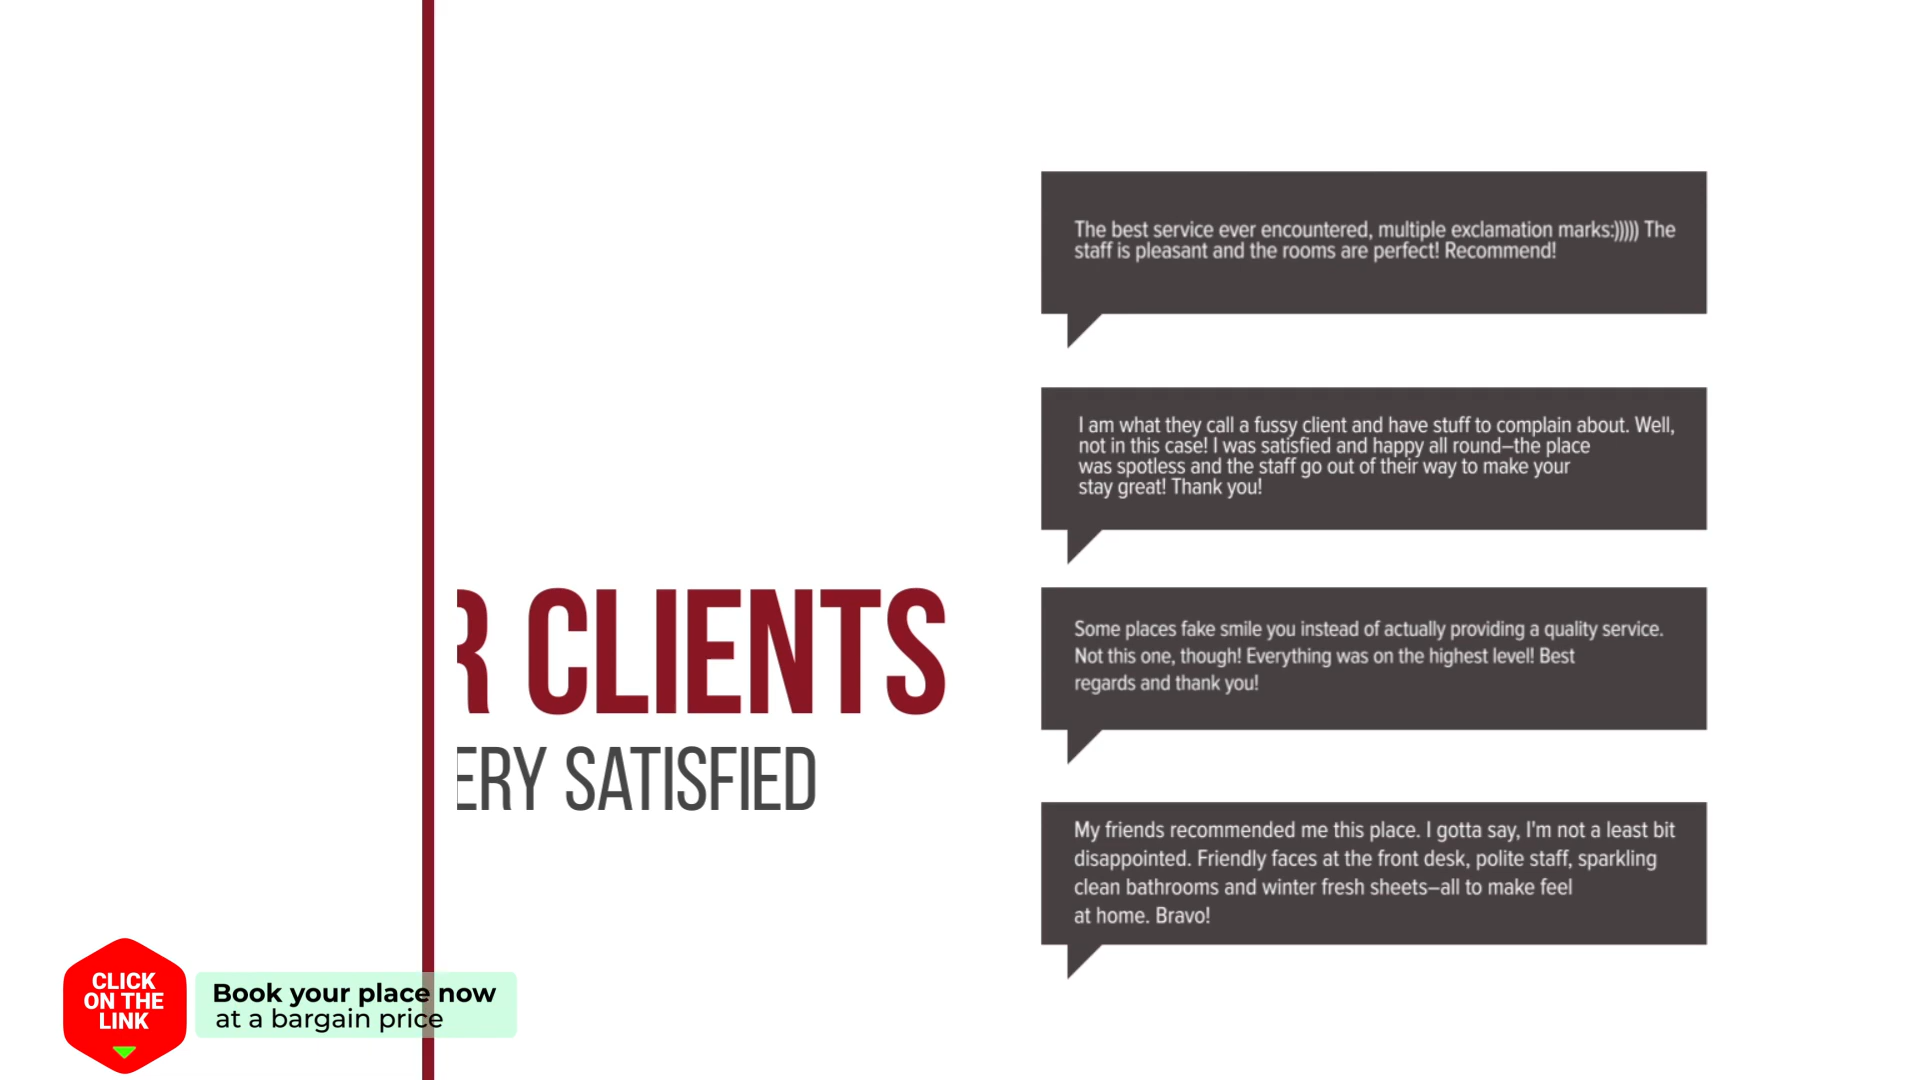 The best service ever encountered, multiple exclamation marks:))))) The
staff is pleasant and the rooms are perfect! Recommend!
I am what they call a fussy client and have stuff to complain about. Well,
not in this case! I was satisfied and happy all round–the place
was spotless and the staff go out of their way to make your
stay great! Thank you!
R CLIENTS
ERY SATISFIED
Some places fake smile you instead of actually providing a quality service.
Not this one, though! Everything was on the highest level! Best
regards and thank you!
My friends recommended me this place. I gotta say, I'm not a least bit
disappointed. Friendly faces at the front desk, polite staff, sparkling
clean bathrooms and winter fresh sheets–all to make feel
at home. Bravo!
CLICK
ON THE
LINK
Book your place now
at a bargain price